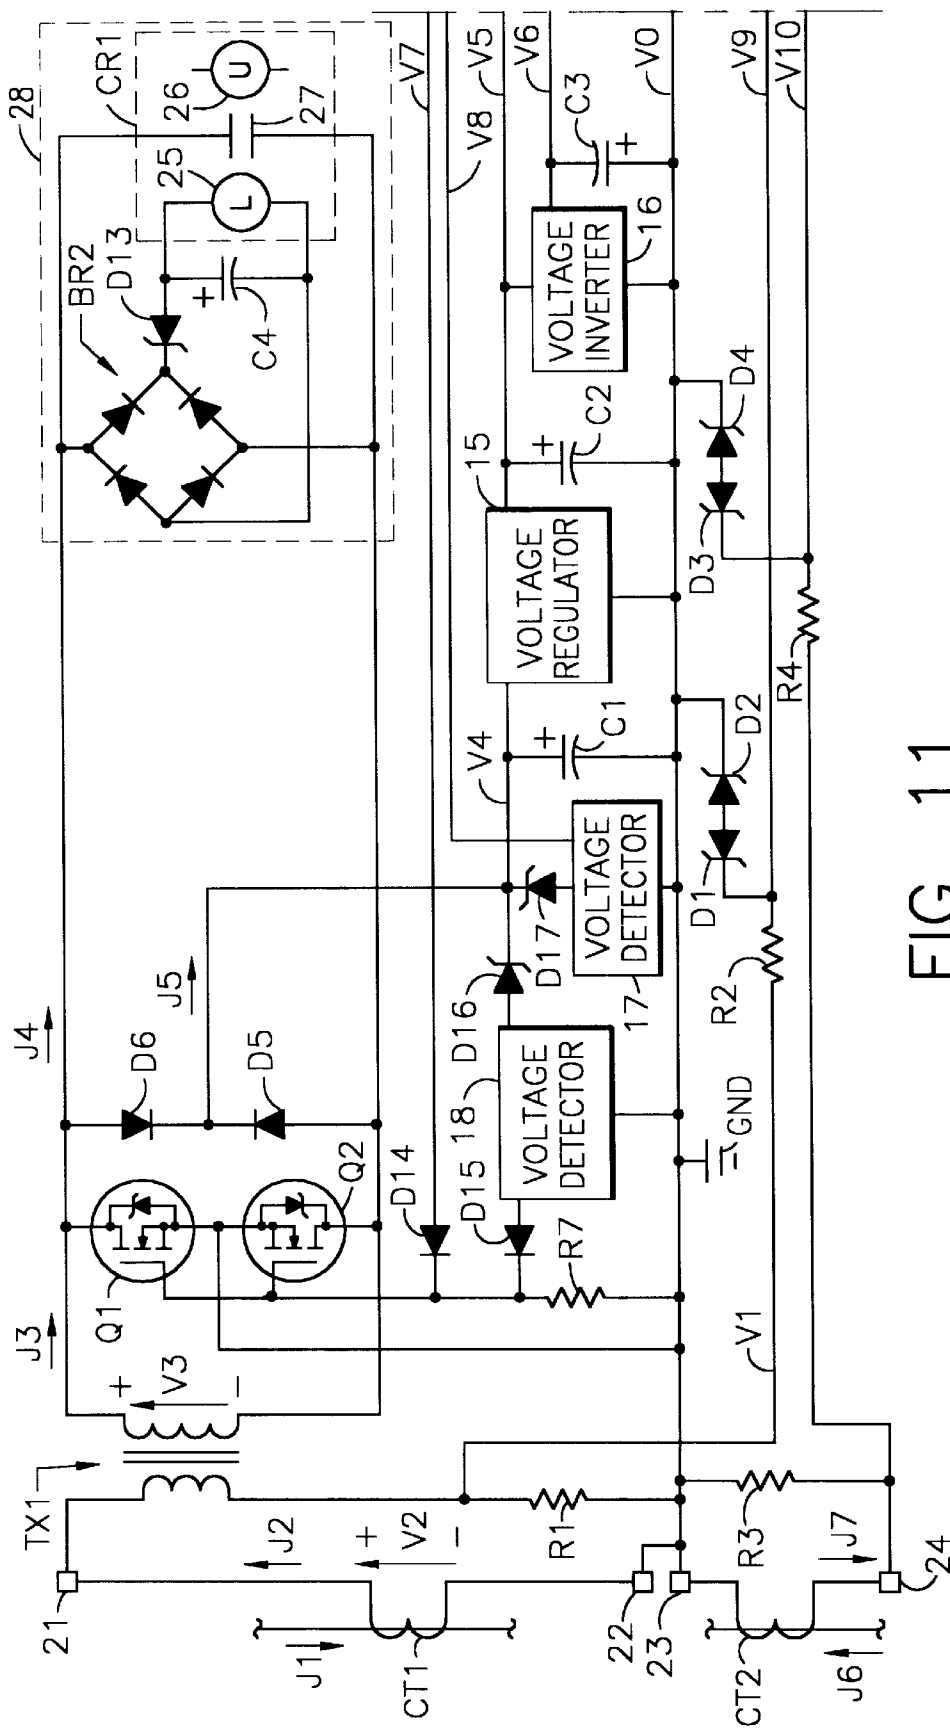 28
CR1
26
U
27
25
L
BR2
D13
+
C4
J4
J5
D6
D5
J3
Q1
Q2
+
V3
-
TX1
J2
+
V2
-
21
J1
CT1
22
R1
V7
V8
V5
V6
V0
V9
V10
C3
+
VOLTAGE
INVERTER
16
+
C2
15
VOLTAGE
REGULATOR
V4
+
C1
D17
VOLTAGE
DETECTOR
17
D16
18
VOLTAGE
DETECTOR
D14
D15
R7
GND
D3
D4
R4
D1
D2
R2
V1
23
R3
J7
24
CT2
J6
FIG. 11